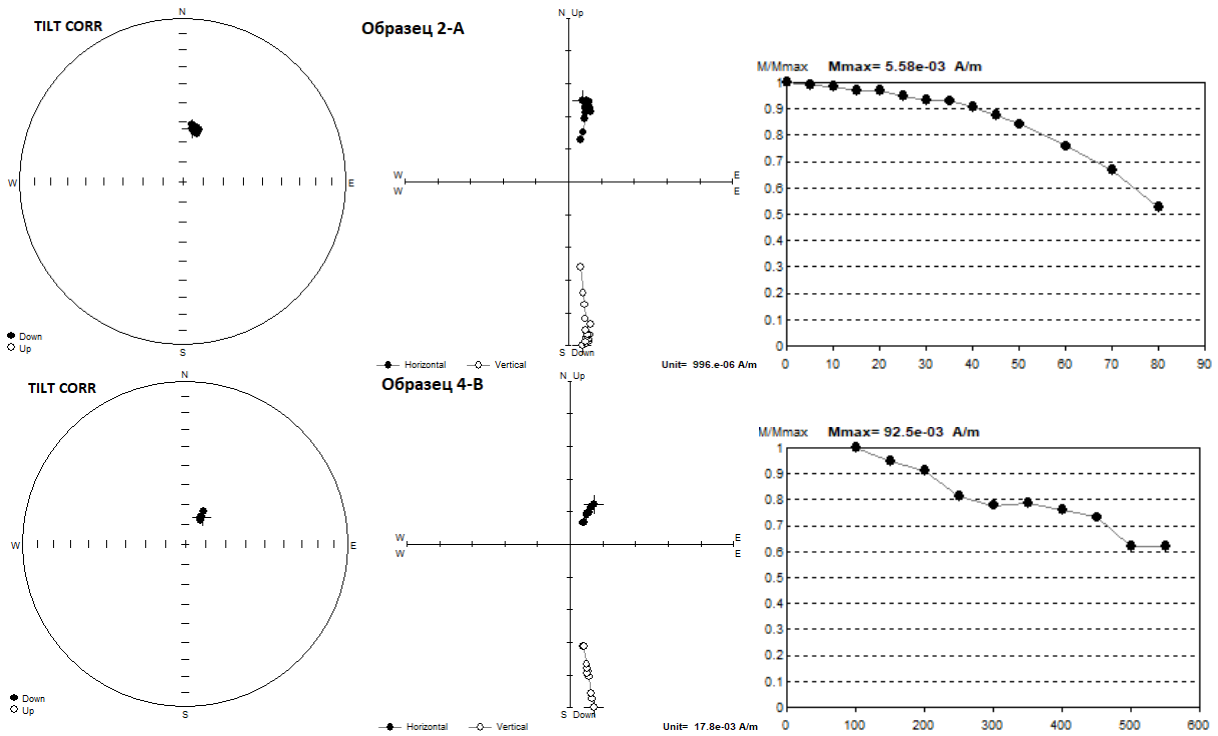 TILT CORR
N
W
E
S
Down
Up
Образец 2-А
N Up
W
W
E
E
S Down
Horizontal
Vertical
Unit= 996.e-06 A/m
M/Mmax Mmax= 5.58e-03 A/m
1
0.9
0.8
0.7
0.6
0.5
0.4
0.3
0.2
0.1
0
0 10 20 30 40 50 60 70 80 90
TILT CORR
N
W
E
S
Down
Up
Образец 4-В
N Up
W
W
E
E
S Down
Horizontal
Vertical
Unit= 17.8e-03 A/m
M/Mmax Mmax= 92.5e-03 A/m
1
0.9
0.8
0.7
0.6
0.5
0.4
0.3
0.2
0.1
0
0 100 200 300 400 500 600